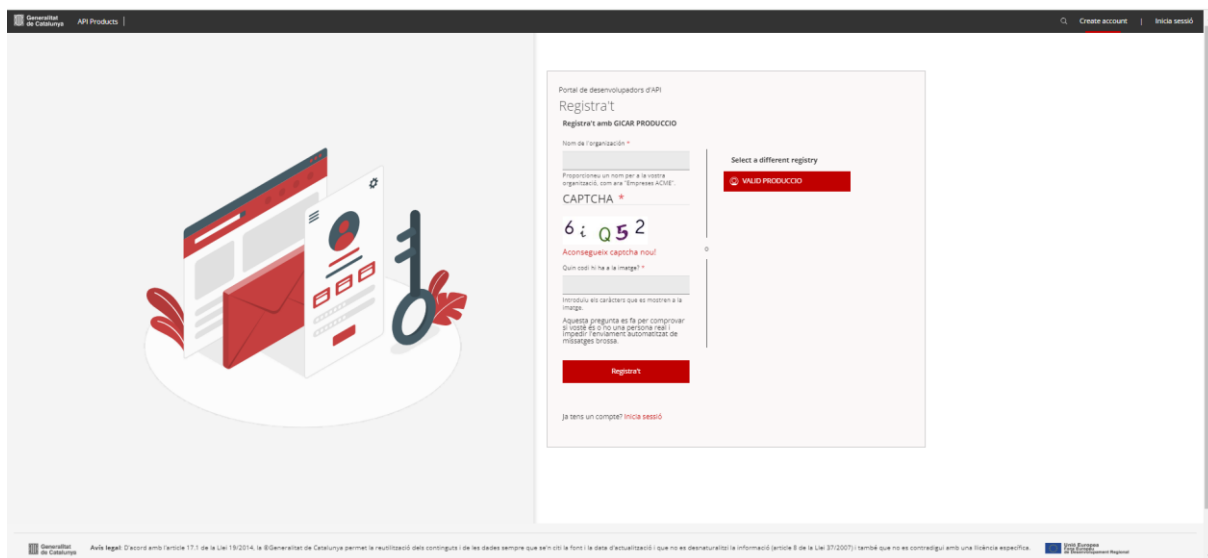 Generalitat de Catalunya
API Products
Create account | Inicia sessió
Portal de desenvolupadors d'API
Registra't
Registra't amb GICAR PRODUCCIO
Nom de l'organización *
Proporcioneu un nom per a la vostra
organització, com ara "Empreses ACME".
CAPTCHA *
6iQ52
Aconsegueix captcha nou!
Quin codi hi ha a la imatge? *
Introduïu els caràcters que es mostren a la
imatge.
Aquesta pregunta es fa per comprovar
si vostè és o no una persona real i
impedir l'enviament automatitzat de
missatges brossa.
Registra't
Ja tens un compte? Inicia sessió
o
Select a different registry
VALID PRODUCCIO
Generalitat de Catalunya
Avís legal: D'acord amb l'article 17.1 de la Llei 19/2014, la ©Generalitat de Catalunya permet la reutilització dels continguts i de les dades sempre que se'n citi la font i la data d'actualització i que no es desnaturalitzi la informació (article 8 de la Llei 37/2007) i també que no es contradigui amb una llicència específica.
Unió Europea
Fons Europeu
de Desenvolupament Regional